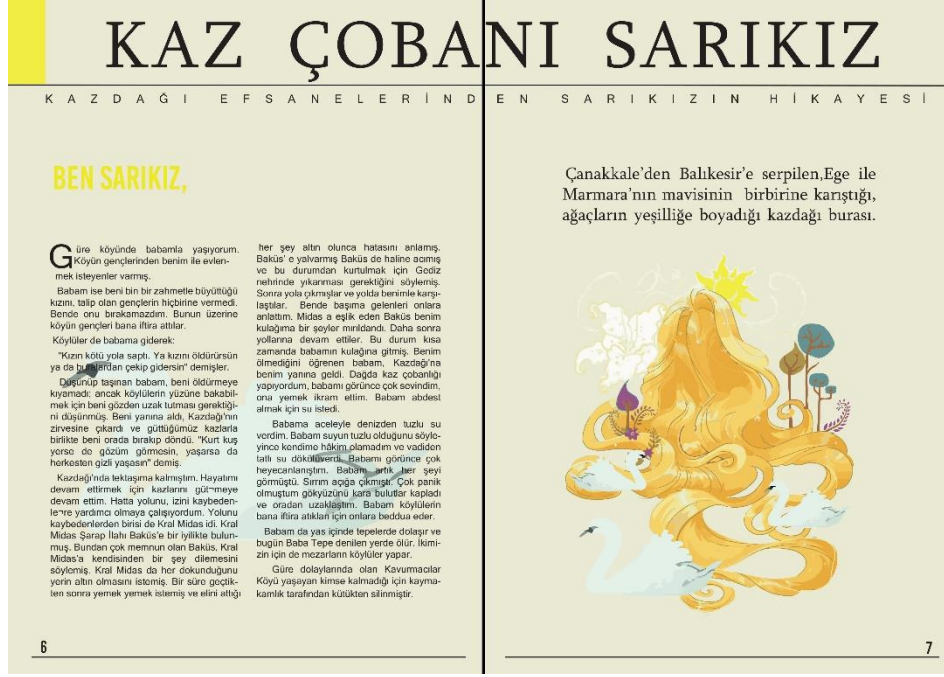 KAZ ÇOBANI SARIKIZ
KAZDAĞI EFSANELERİNDEN SARIKIZIN HİKAYESİ
BEN SARIKIZ,
Güre köyünde babamla yaşıyorum.
Köyün gençlerinden benim ile evlen-
mek isteyenler varmış.
Babam ise beni bin bir zahmetle büyüttüğü
kızını, talip olan gençlerin hiçbirine vermedi.
Bende onu bırakamazdım. Bunun üzerine
köyün gençleri bana iftira attılar.
Köylüler de babama giderek:
"Kızın kötü yola saptı. Ya kızını öldürürsün
ya da buralardan çekip gidersin" demişler.
Düşünüp taşınan babam, beni öldürmeye
kıyamadı: ancak köylülerin yüzüne bakabil-
mek için beni gözden uzak tutması gerektiği-
ni düşünmüş. Beni yanına aldı, Kazdağı'nın
zirvesine çıkardı ve güttüğümüz kazlarla
birlikte beni orada bırakıp döndü. "Kurt kuş
yerse de gözüm görmesin, yaşarsa da
herkesten gizli yaşasın" demiş.
Kazdağı'nda tektaşıma kalmıştım. Hayatımı
devam ettirmek için kazlarını güt¬meye
devam ettim. Hatta yolunu, izini kaybeden-
le¬re yardımcı olmaya çalışıyordum. Yolunu
kaybedenlerden birisi de Kral Midas idi. Kral
Midas Şarap İlahı Baküs'e bir iyilikte bulun-
muş. Bundan çok memnun olan Baküs, Kral
Midas'a kendisinden bir şey dilemesini
söylemiş. Kral Midas da her dokunduğunu
yerin altın olmasını istemiş. Bir süre geçtik-
ten sonra yemek yemek istemiş ve elini attığı
her şey altın olunca hatasını anlamış.
Baküs' e yalvarmış Baküs de haline acımış
ve bu durumdan kurtulmak için Gediz
nehrinde yıkanması gerektiğini söylemiş.
Sonra yola çıkmışlar ve yolda benimle karşı-
laştılar. Bende başıma gelenleri onlara
anlattım. Midas a eşlik eden Baküs benim
kulağıma bir şeyler mırıldandı. Daha sonra
yollarına devam ettiler. Bu durum kısa
zamanda babamın kulağına gitmiş. Benim
ölmediğini öğrenen babam, Kazdağı'na
benim yanına geldi. Dağda kaz çobanlığı
yapıyordum, babamı görünce çok sevindim,
ona yemek ikram ettim. Babam abdest
almak için su istedi.
Babama aceleyle denizden tuzlu su
verdim. Babam suyun tuzlu olduğunu söyle-
yince kendime hâkim olamadım ve vadiden
tatlı su dökülüverdi. Babamı görünce çok
heyecanlanıştım. Babam artık her şeyi
görmüştü. Sırrım açığa çıkmıştı. Çok panik
olmuştum gökyüzünü kara bulutlar kapladı
ve oradan uzaklaştım. Babam köylülerin
bana iftira atıkları için onlara beddua eder.
Babam da yas içinde tepelerde dolaşır ve
bugün Baba Tepe denilen yerde ölür. İkimi-
zin için de mezarların köylüler yapar.
Güre dolaylarında olan Kavurmacılar
Köyü yaşayan kimse kalmadığı için kayma-
kamlık tarafından kütükten silinmiştir.
6
Çanakkale'den Balıkesir'e serpilen,Ege ile
Marmara'nın mavisinin birbirine karıştığı,
ağaçların yeşilliğe boyadığı kazdağı burası.
7